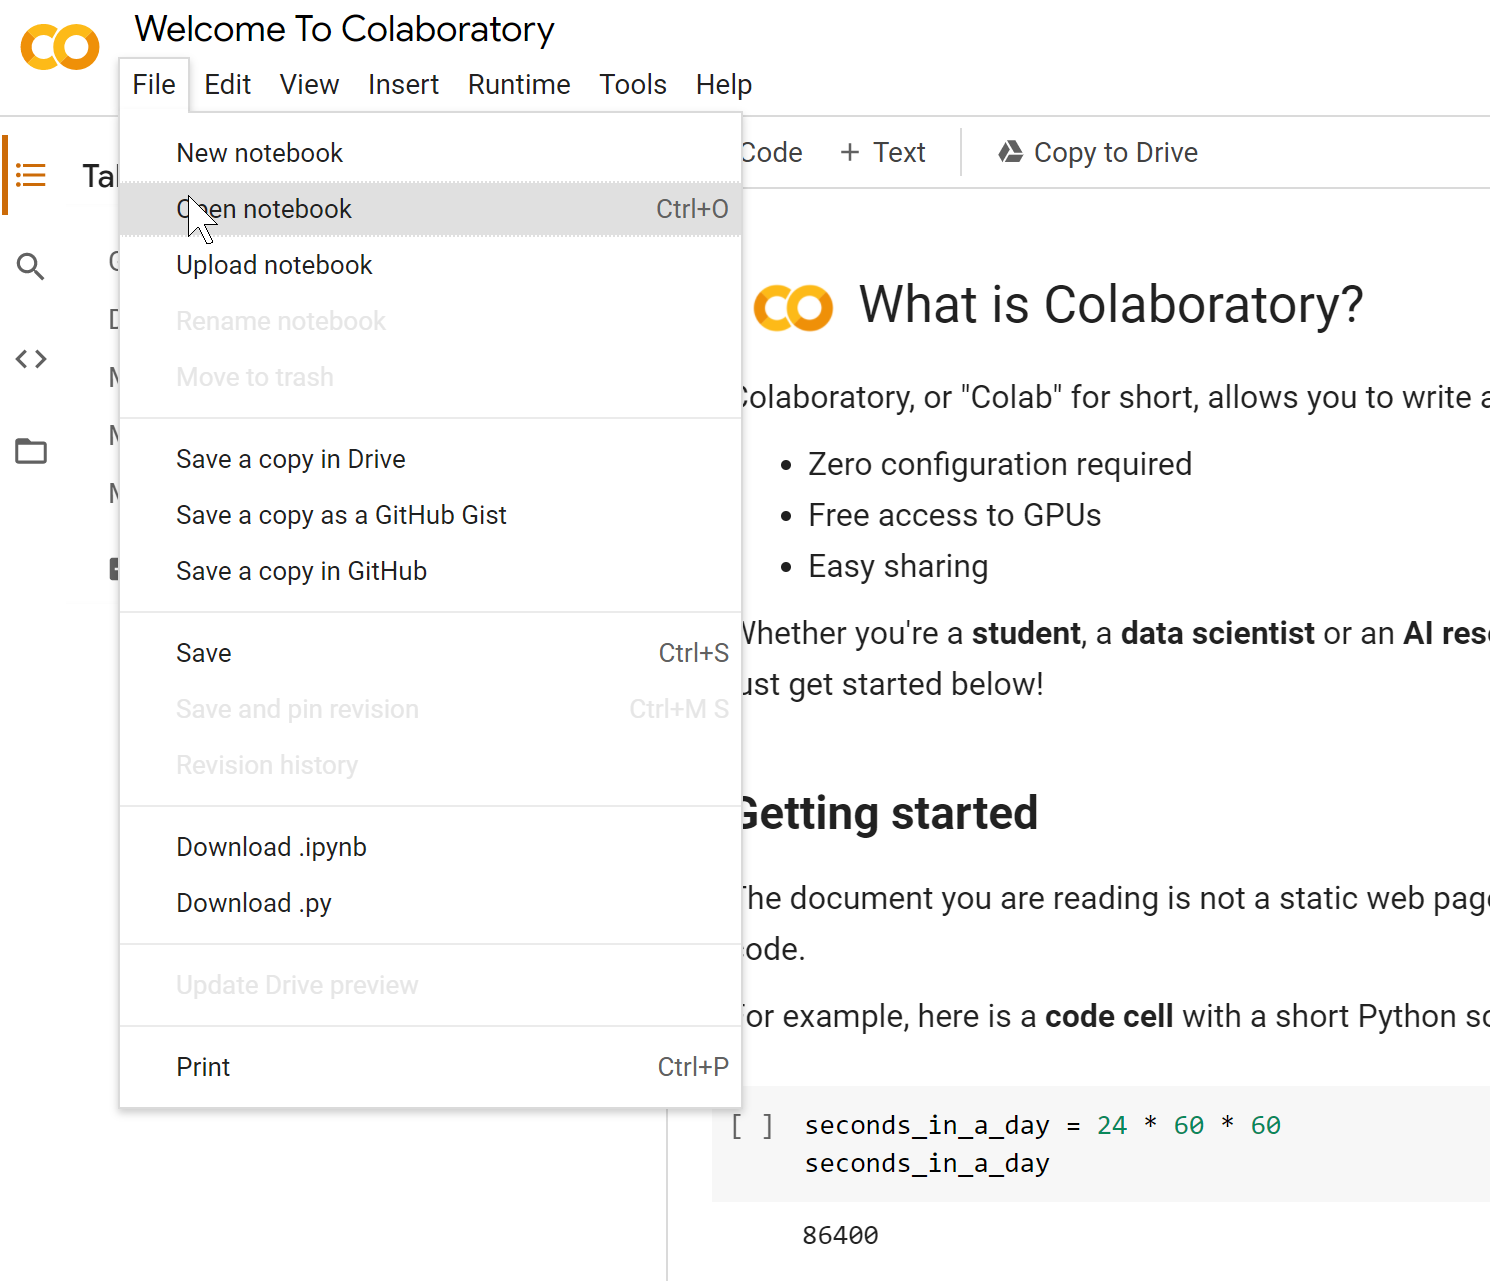 Welcome To Colaboratory
File Edit View Insert Runtime Tools Help
New notebook
Open notebook Ctrl+O
Upload notebook
Rename notebook
Move to trash
Save a copy in Drive
Save a copy as a GitHub Gist
Save a copy in GitHub
Save Ctrl+S
Save and pin revision Ctrl+M S
Revision history
Download .ipynb
Download .py
Update Drive preview
Print Ctrl+P
Code + Text Copy to Drive
What is Colaboratory?
Colaboratory, or "Colab" for short, allows you to write
• Zero configuration required
• Free access to GPUs
• Easy sharing
Whether you're a student, a data scientist or an AI
just get started below!
Getting started
The document you are reading is not a static web page
code.
For example, here is a code cell with a short Python
[ ] seconds_in_a_day = 24 * 60 * 60
seconds_in_a_day
86400